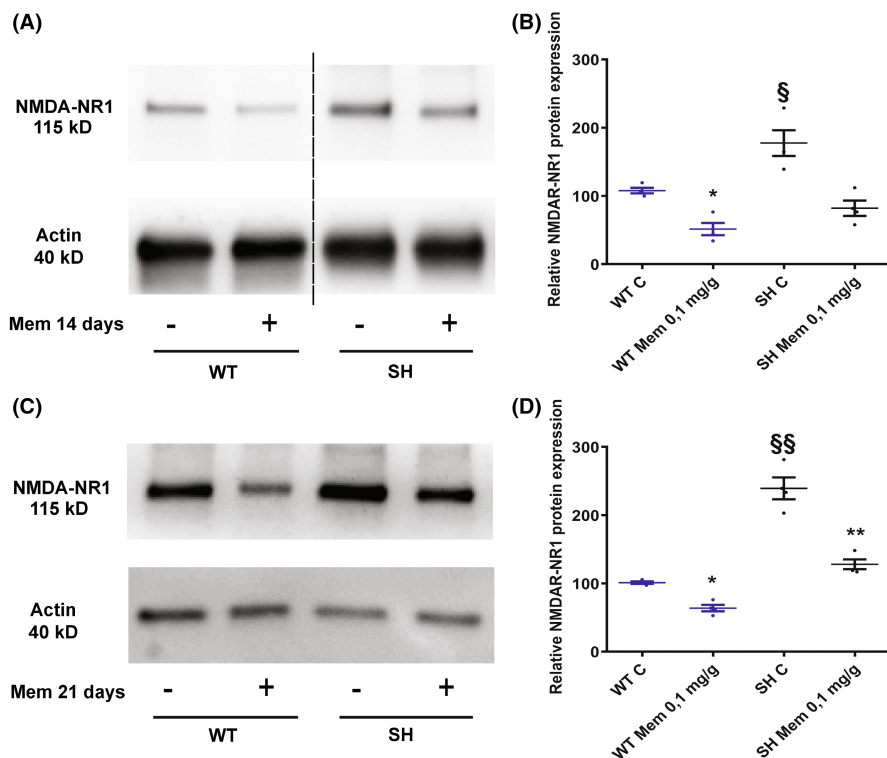 (A)
NMDA-NR1
115 kD
Actin
40 kD
Mem 14 days - + - +
WT SH
(B)
Relative NMDAR-NR1 protein expression
300
200
100
0
*
§
WT C
WT Mem 0,1 mg/g
SH C
SH Mem 0,1 mg/g
(C)
NMDA-NR1
115 kD
Actin
40 kD
Mem 21 days - + - +
WT SH
(D)
Relative NMDAR-NR1 protein expression
300
200
100
0
*
§§
**
WT C
WT Mem 0,1 mg/g
SH C
SH Mem 0,1 mg/g